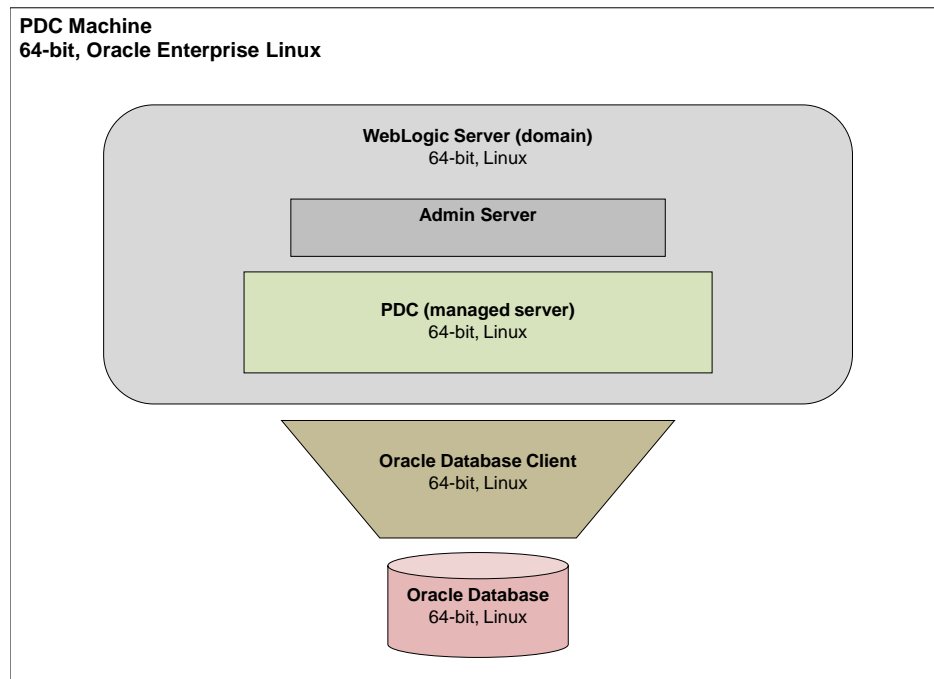 PDC Machine
64-bit, Oracle Enterprise Linux
WebLogic Server (domain)
64-bit, Linux
Admin Server
PDC (managed server)
64-bit, Linux
Oracle Database Client
64-bit, Linux
Oracle Database
64-bit, Linux